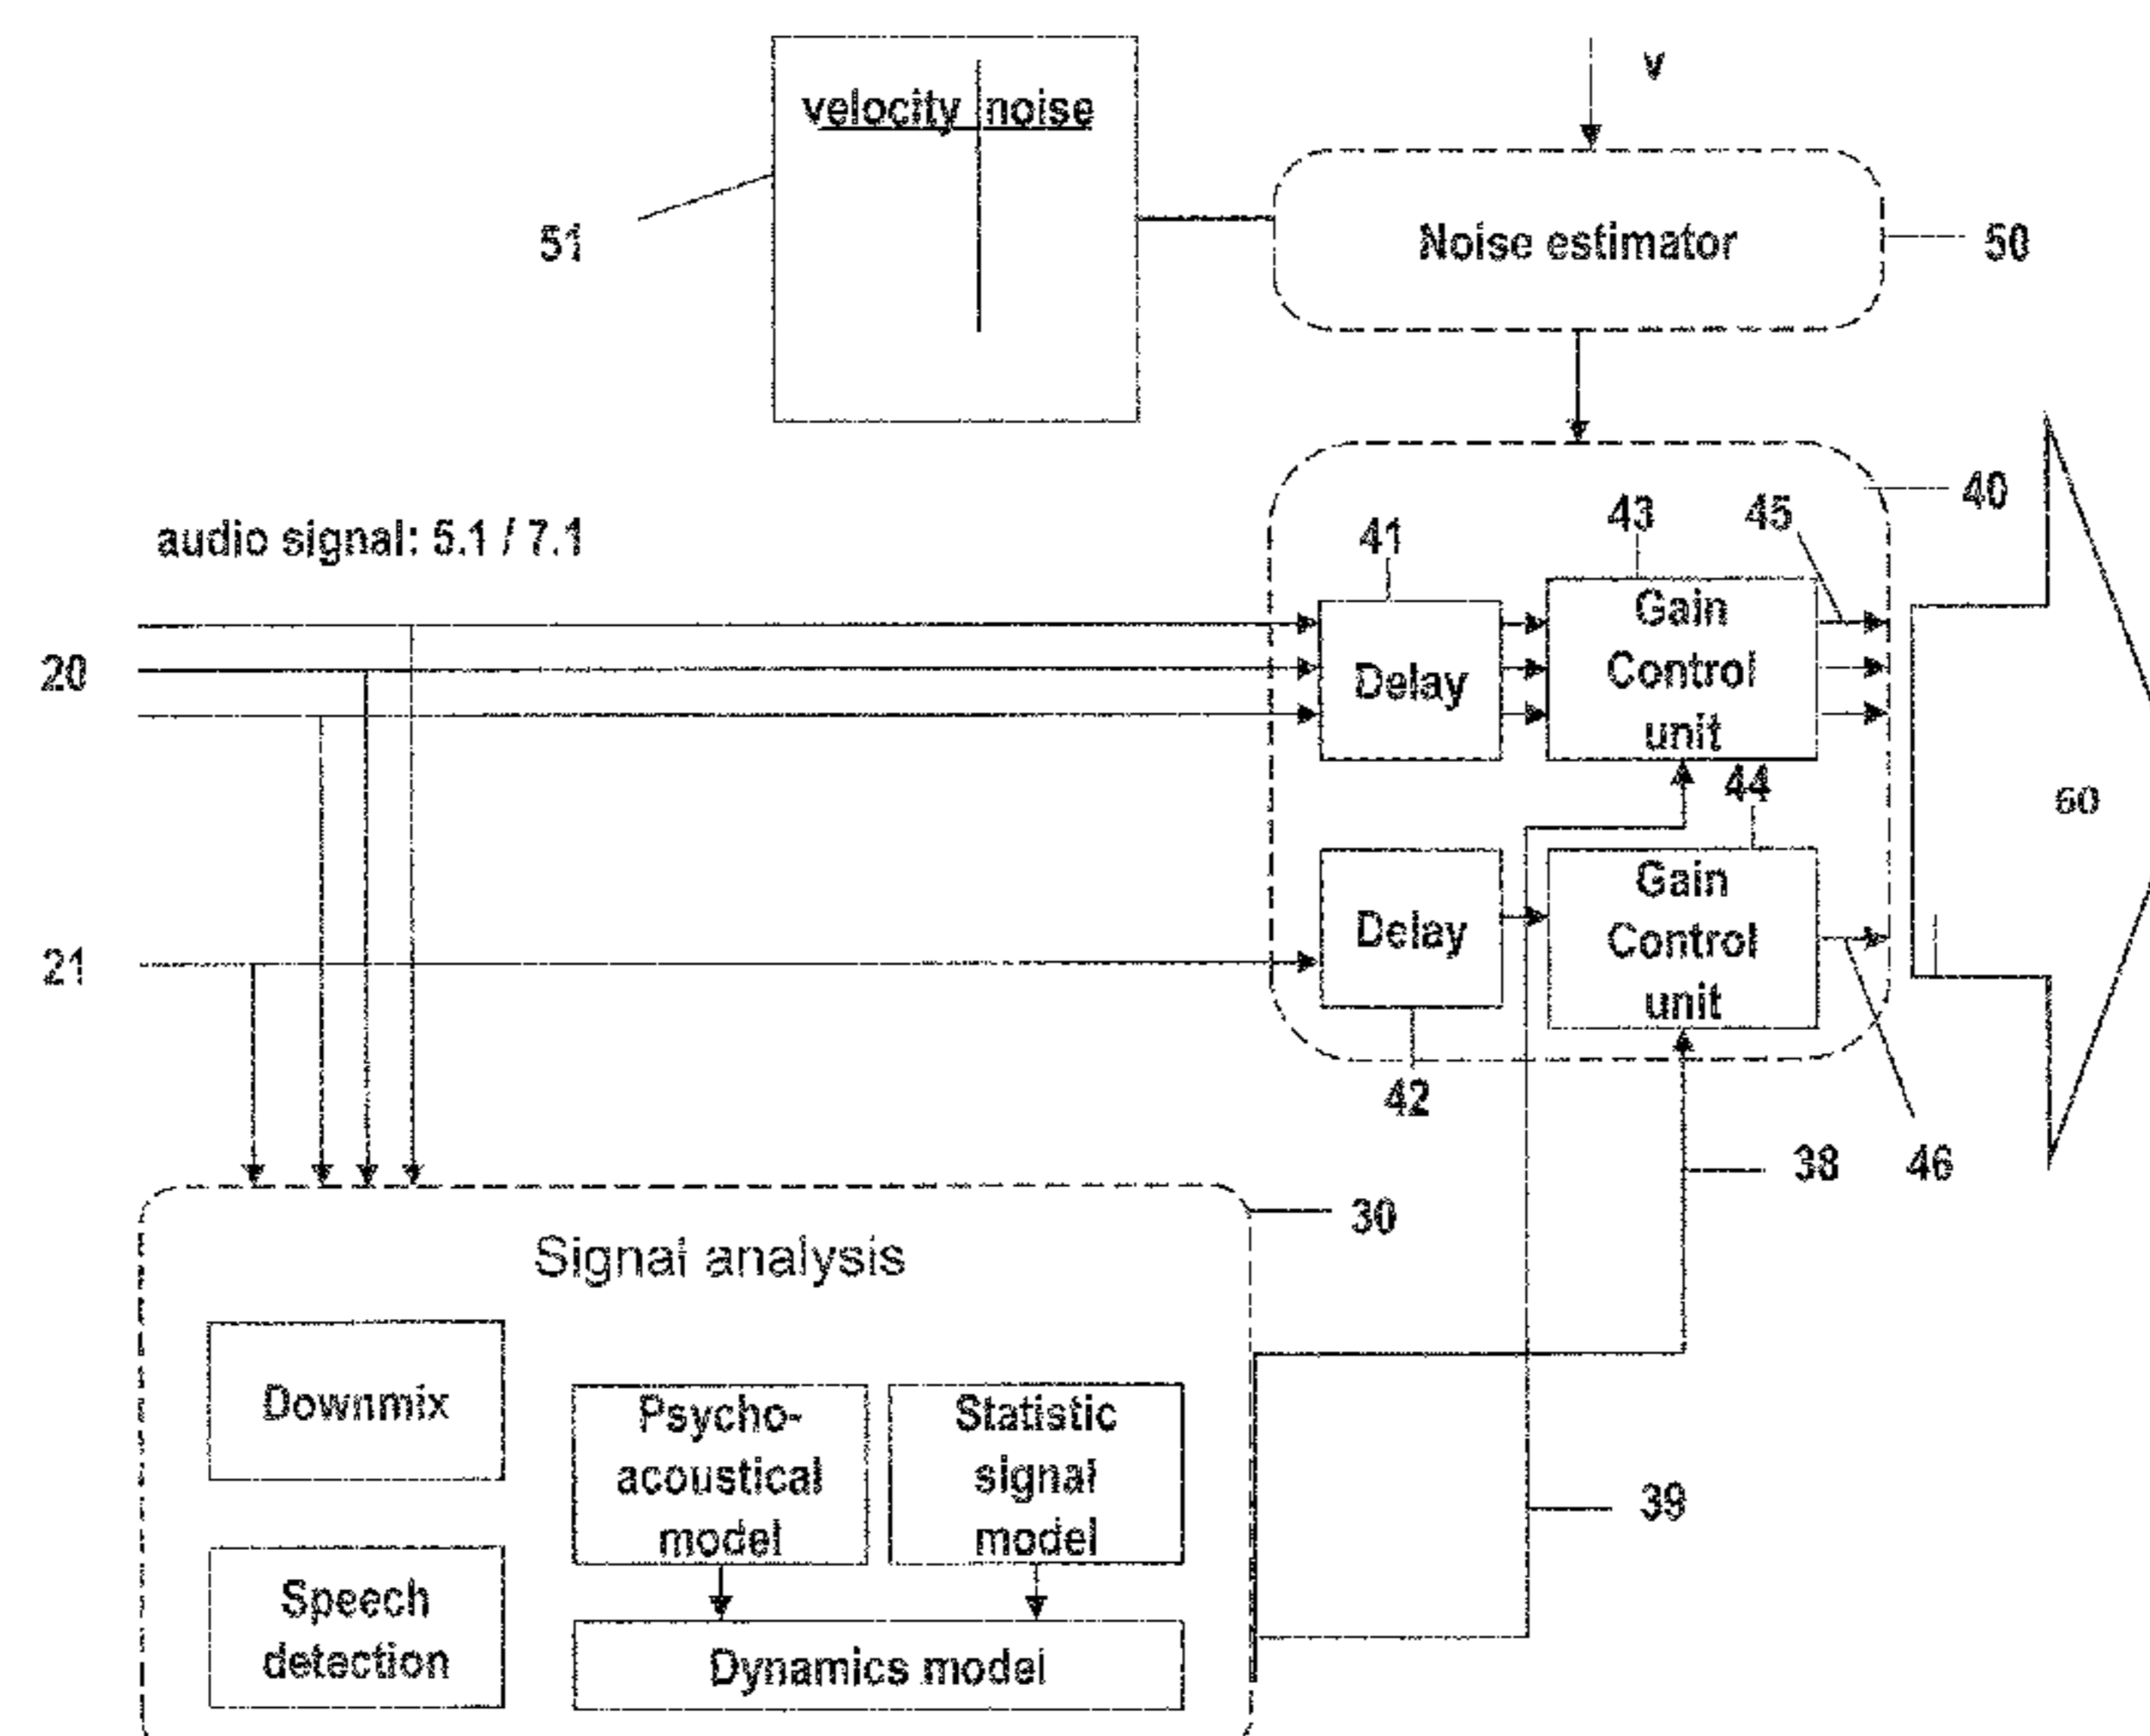 v
velocity noise
51
Noise estimator
50
40
audio signal: 5.1 / 7.1
41
43
45
20
Delay
Gain
Control
unit
44
60
21
Delay
Gain
Control
unit
42
38
46
30
Signal analysis
Downmix
Psycho-
acoustical
model
Statistic
signal
model
39
Speech
detection
Dynamics model